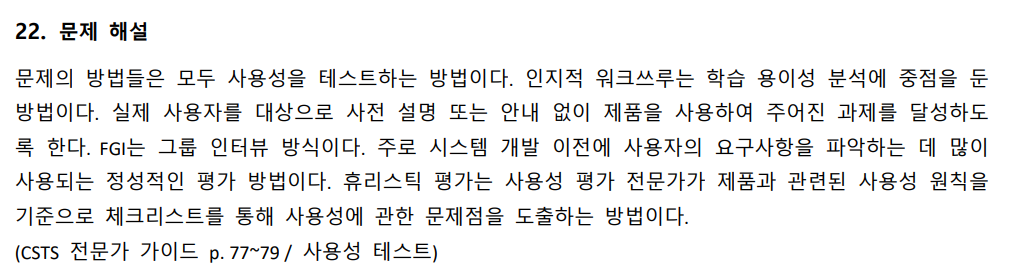 22. 문제 해설
문제의 방법들은 모두 사용성을 테스트하는 방법이다. 인지적 워크쓰루는 학습 용이성 분석에 중점을 둔
방법이다. 실제 사용자를 대상으로 사전 설명 또는 안내 없이 제품을 사용하여 주어진 과제를 달성하도
록 한다. FGI는 그룹 인터뷰 방식이다. 주로 시스템 개발 이전에 사용자의 요구사항을 파악하는 데 많이
사용되는 정성적인 평가 방법이다. 휴리스틱 평가는 사용성 평가 전문가가 제품과 관련된 사용성 원칙을
기준으로 체크리스트를 통해 사용성에 관한 문제점을 도출하는 방법이다.
(CSTS 전문가 가이드 p. 77~79 / 사용성 테스트)